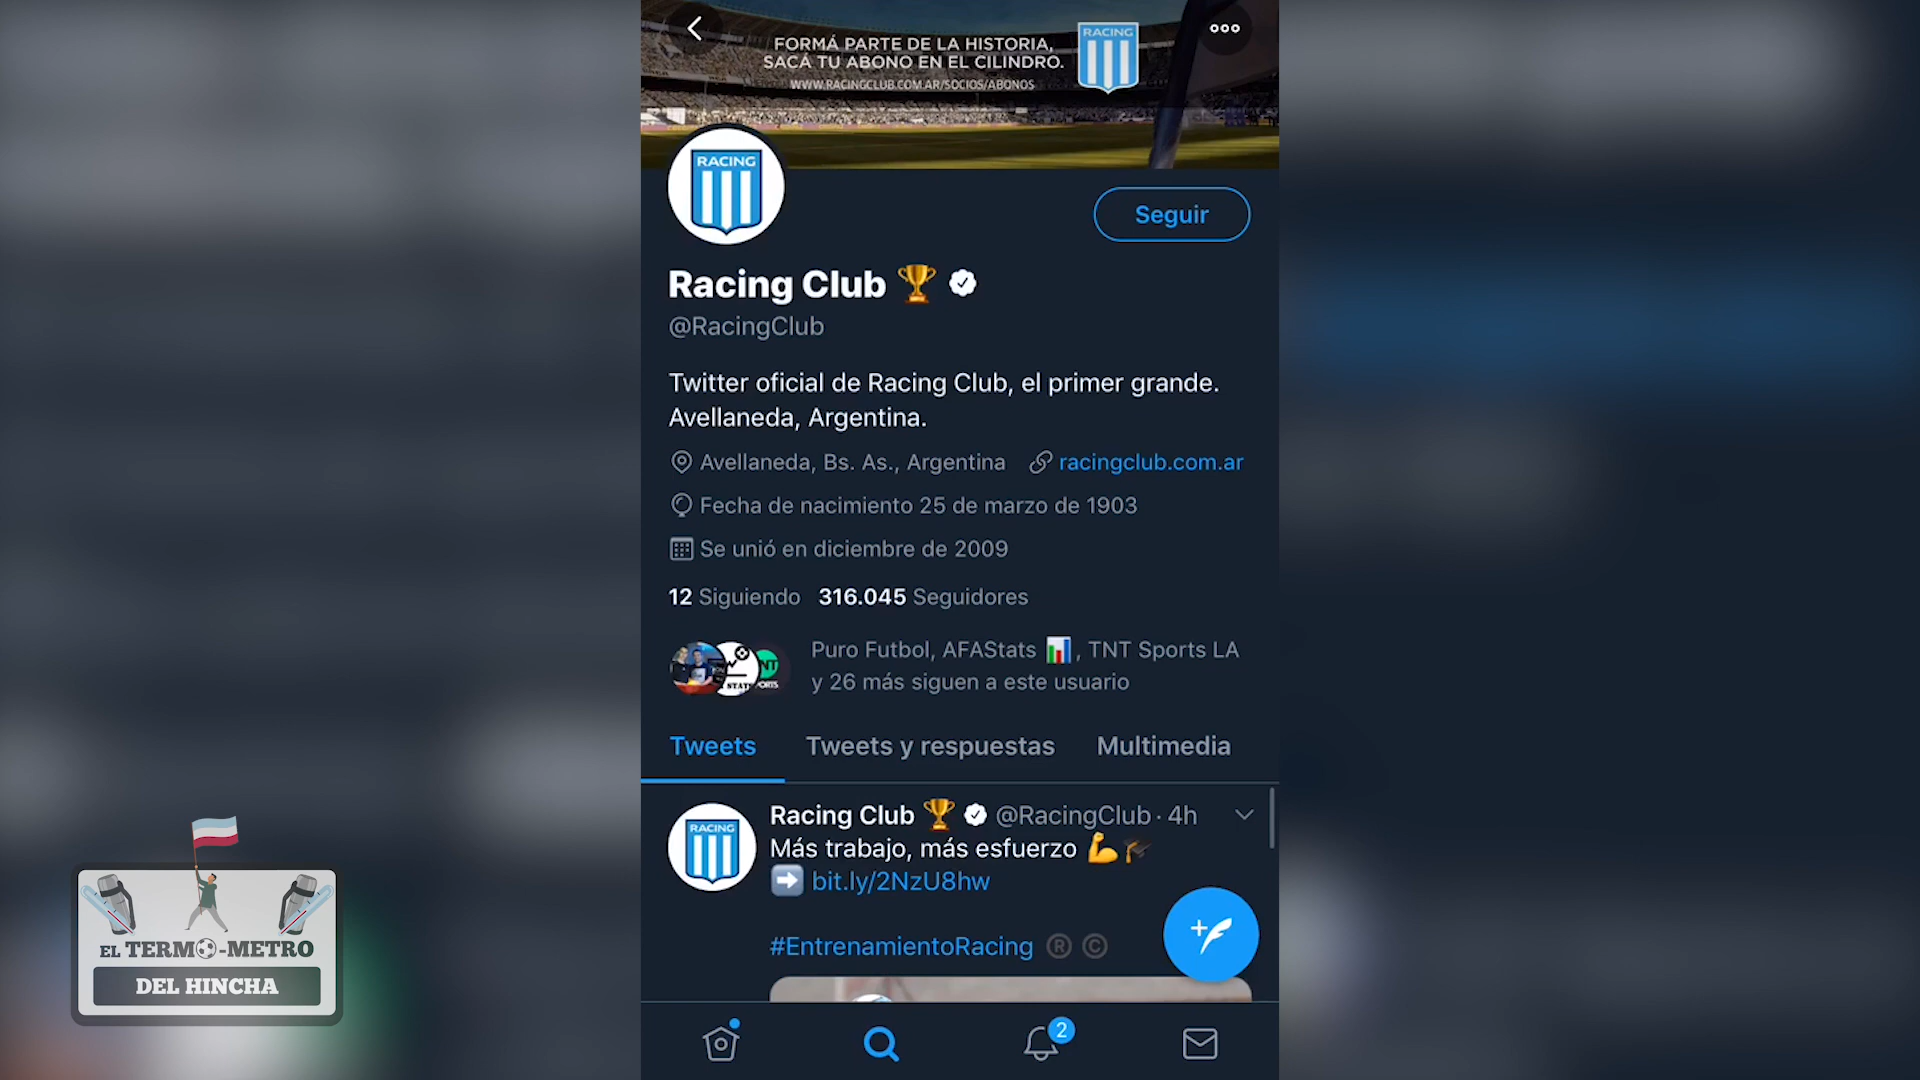 FORMÁ PARTE DE LA HISTORIA,
SACÁ TU ABONO EN EL CILINDRO.
WWW.RACINGCLUB.COM.AR/SOCIOS/ABONOS
RACING
RACING
Seguir
Racing Club 🏆
@RacingClub
Twitter oficial de Racing Club, el primer grande.
Avellaneda, Argentina.
Avellaneda, Bs. As., Argentina racingclub.com.ar
Fecha de nacimiento 25 de marzo de 1903
Se unió en diciembre de 2009
12 Siguiendo 316.045 Seguidores
Puro Futbol, AFAStats 📊, TNT Sports LA
y 26 más siguen a este usuario
Tweets Tweets y respuestas Multimedia
RACING
Racing Club 🏆 @RacingClub · 4h
Más trabajo, más esfuerzo 💪🎓
➡️ bit.ly/2NzU8hw
#EntrenamientoRacing ®️ ©️
2
EL TERMO-METRO
DEL HINCHA